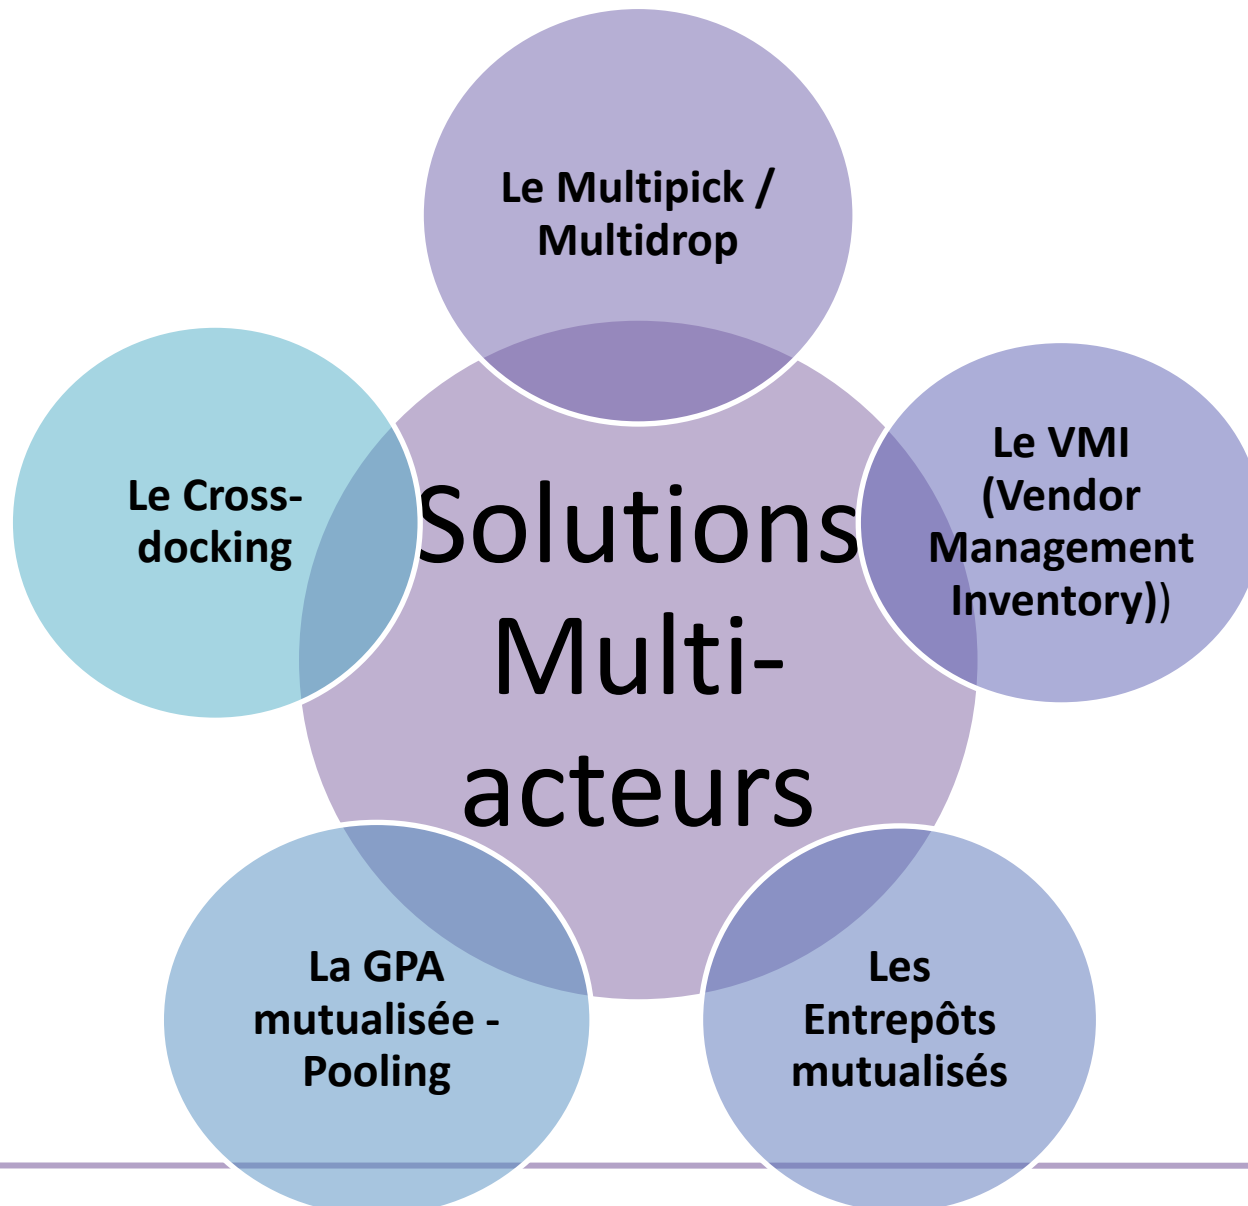 Le Multipick /
Multidrop
Le VMI
(Vendor
Management
Inventory))
Le Cross-
docking
Solutions
Multi-
acteurs
La GPA
mutualisée -
Pooling
Les
Entrepôts
mutualisés